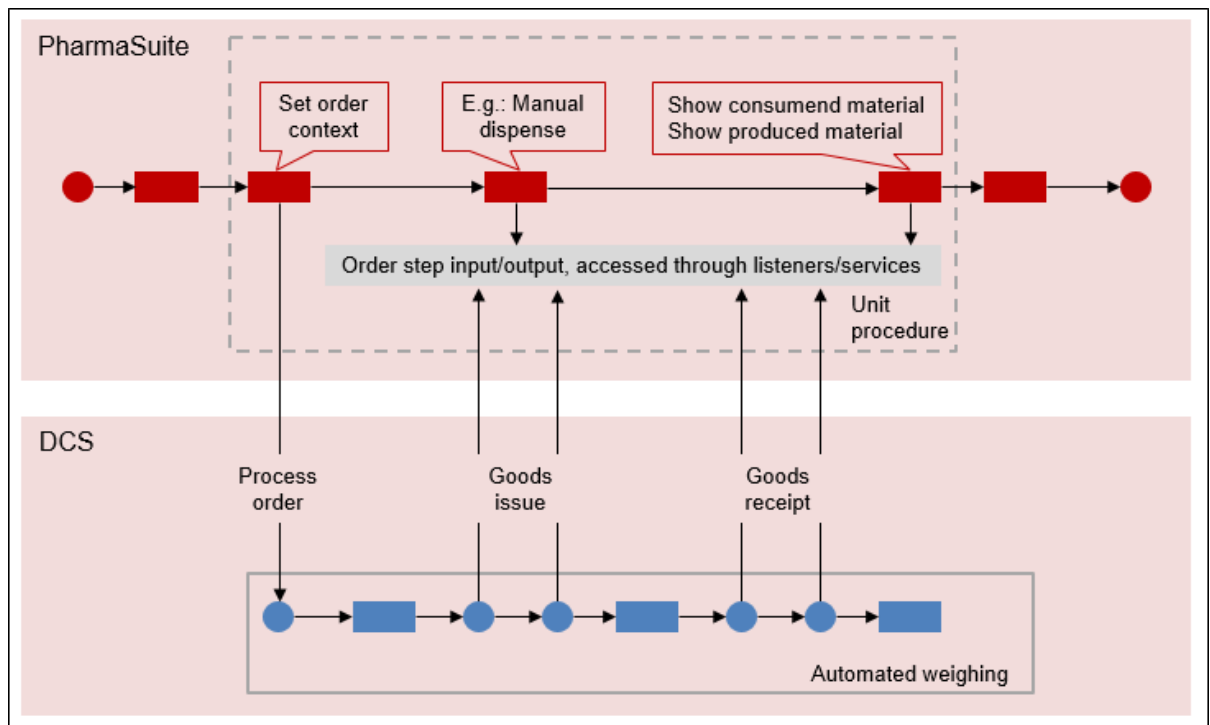 PharmaSuite
Set order
context
E.g.: Manual
dispense
Show consumend material
Show produced material
Order step input/output, accessed through listeners/services
Unit
procedure
DCS
Process
order
Goods
issue
Goods
receipt
Automated weighing